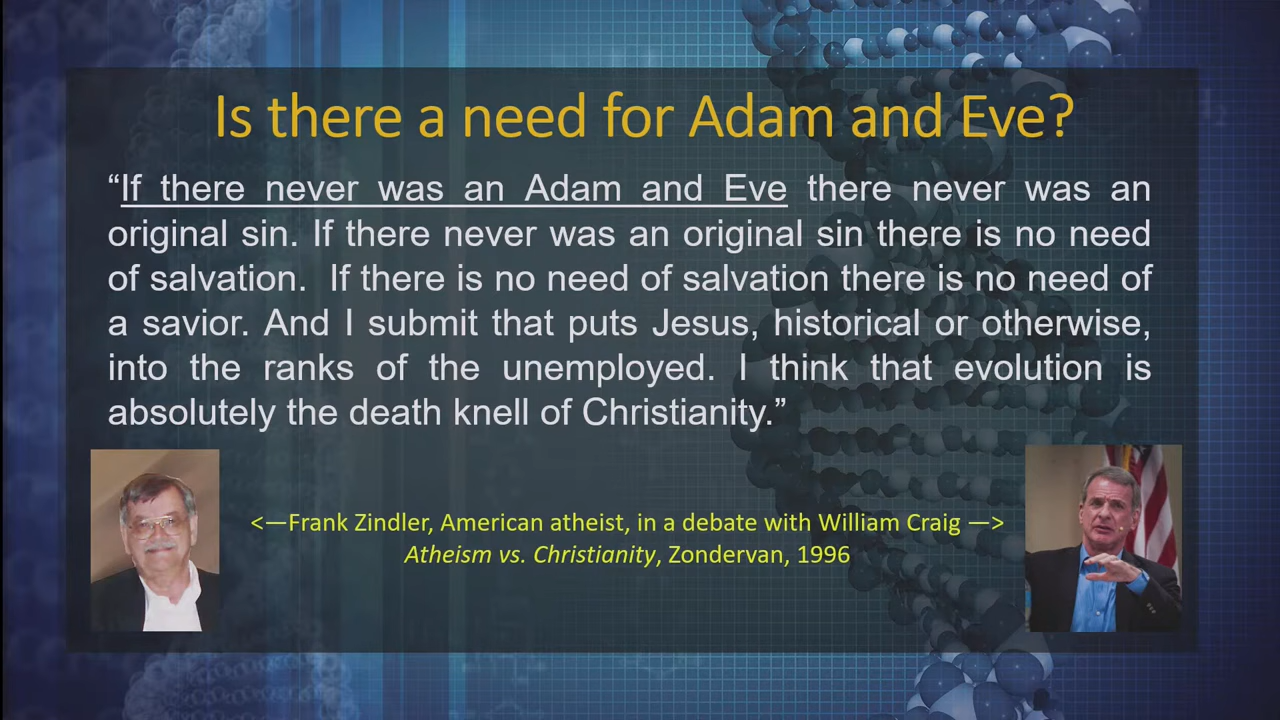 Is there a need for Adam and Eve?
“If there never was an Adam and Eve there never was an
original sin. If there never was an original sin there is no need
of salvation.  If there is no need of salvation there is no need of
a savior. And I submit that puts Jesus, historical or otherwise,
into the ranks of the unemployed. I think that evolution is
absolutely the death knell of Christianity.”
<—Frank Zindler, American atheist, in a debate with William Craig —>
Atheism vs. Christianity, Zondervan, 1996